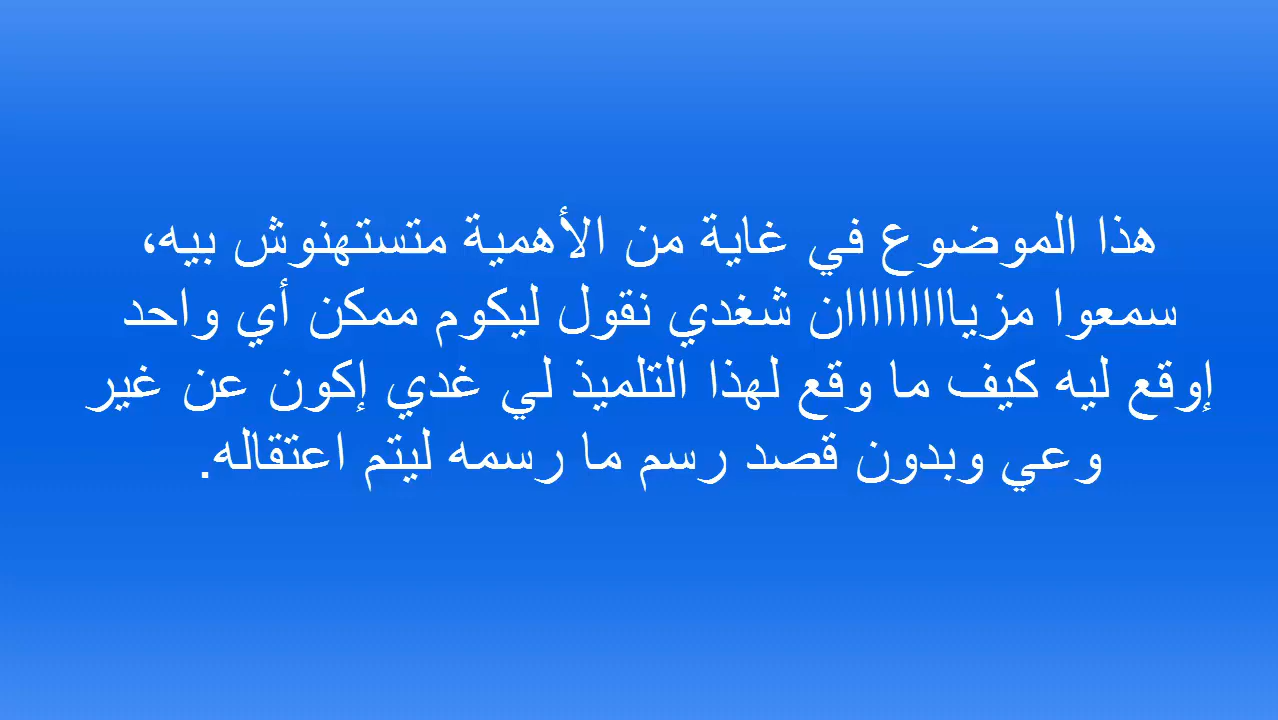 هذا الموضوع في غاية من الأهمية متستهنوش بيه،
سمعوا مزياااااااااان شغدي نقول ليكوم ممكن أي واحد
إوقع ليه كيف ما وقع لهذا التلميذ لي غدي إكون عن غير
وعي وبدون قصد رسم ما رسمه ليتم اعتقاله.